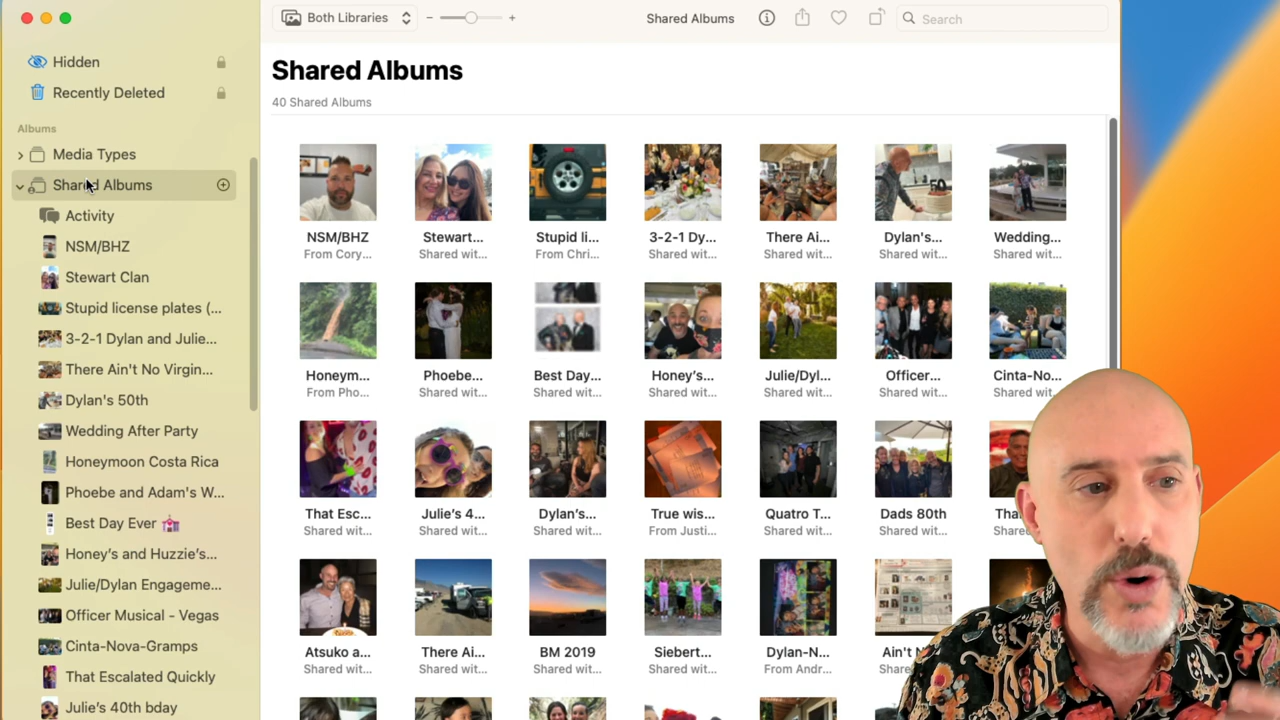 Both Libraries
Shared Albums
Search
Hidden
Recently Deleted
Albums
Media Types
Shared Albums
Activity
NSM/BHZ
Stewart Clan
Stupid license plates (...
3-2-1 Dylan and Julie...
There Ain't No Virgin...
Dylan's 50th
Wedding After Party
Honeymoon Costa Rica
Phoebe and Adam's W...
Best Day Ever
Honey's and Huzzie's...
Julie/Dylan Engageme...
Officer Musical - Vegas
Cinta-Nova-Gramps
That Escalated Quickly
Julie's 40th bday
Shared Albums
40 Shared Albums
NSM/BHZ Stewart... Stupid li... 3-2-1 Dy... There Ai... Dylan's... Wedding...
From Cory... Shared wit... From Chri... Shared wit... Shared wit... Shared wit... Shared wit...
Honeym... Phoebe... Best Day... Honey's... Julie/Dyl... Officer... Cinta-No...
From Pho... Shared wit... Shared wit... Shared wit... Shared wit... Shared wit... Shared wit...
That Esc... Julie's 4... Dylan's... True wis... Quatro T... Dads 80th
Shared wit... Shared wit... Shared wit... From Justi... Shared wit... Shared wit...
Atsuko a... There Ai... BM 2019 Siebert... Dylan-N... Ain't
Shared wit... Shared wit... Shared wit... Shared wit... From Andr...